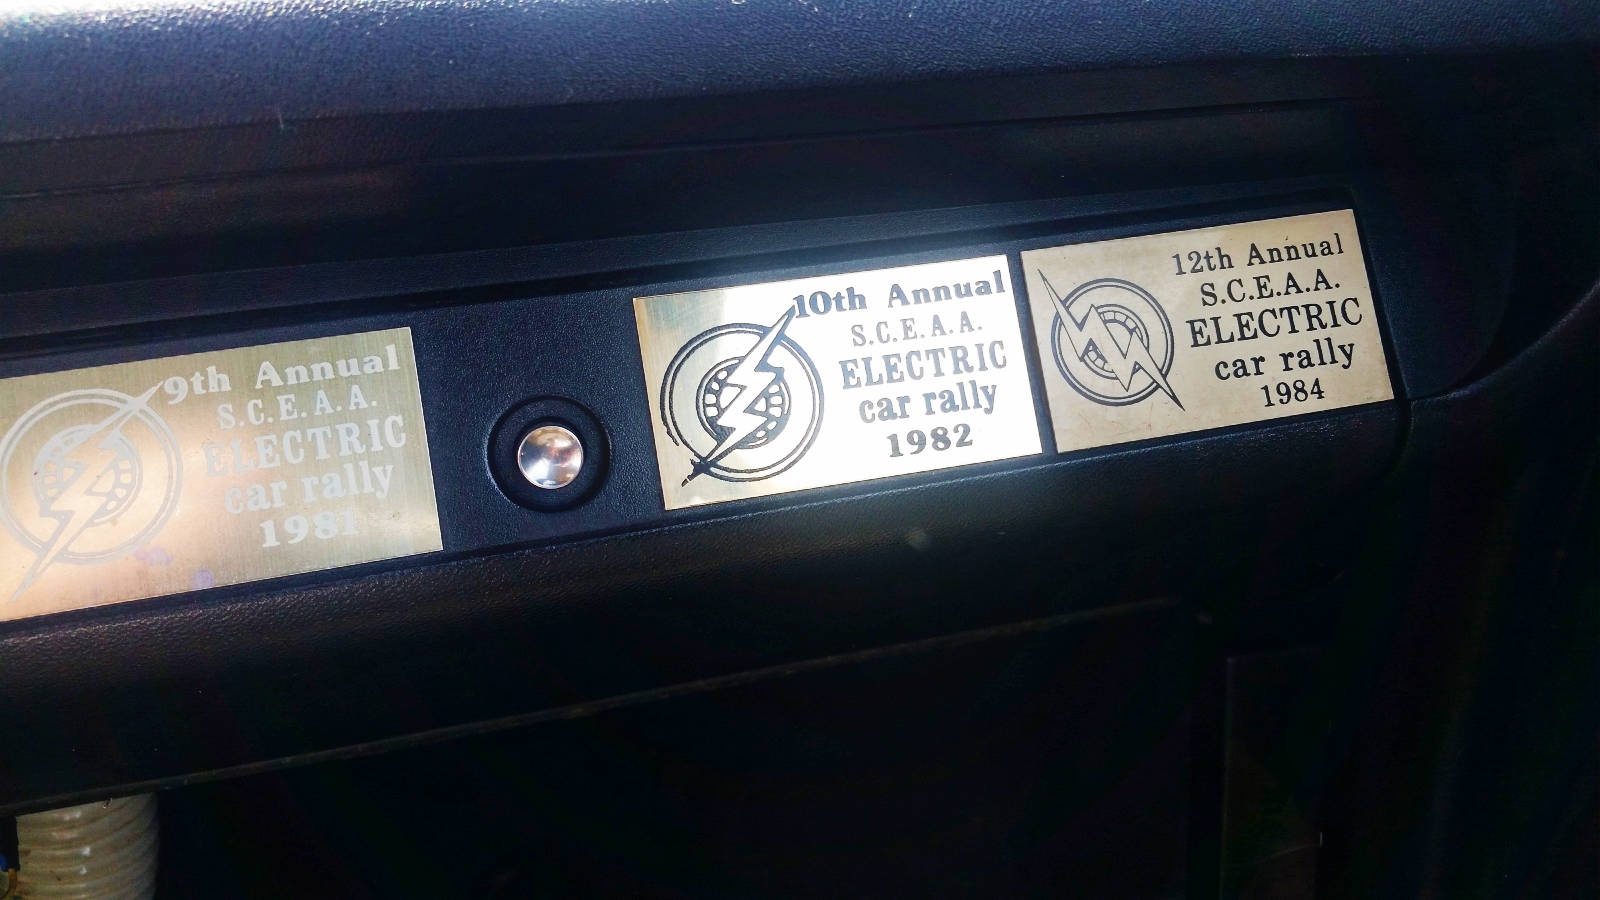 9th Annual
S.C.E.A.A.
ELECTRIC
car rally
1981
10th Annual
S.C.E.A.A.
ELECTRIC
car rally
1982
12th Annual
S.C.E.A.A.
ELECTRIC
car rally
1984